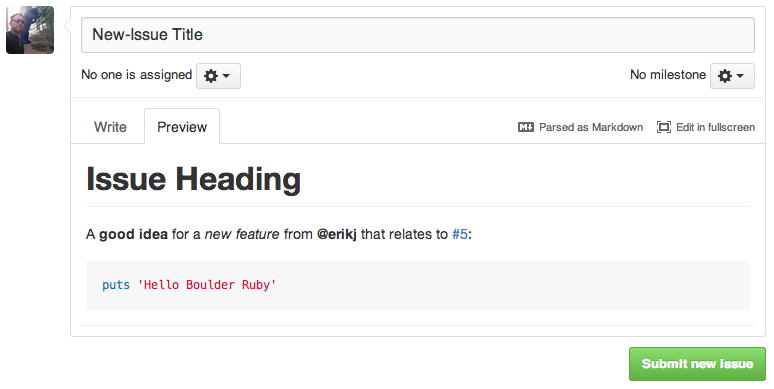 New-Issue Title
No one is assigned No milestone
Write Preview Parsed as Markdown Edit in fullscreen
Issue Heading
A good idea for a new feature from @erikj that relates to #5:
puts 'Hello Boulder Ruby'
Submit new issue